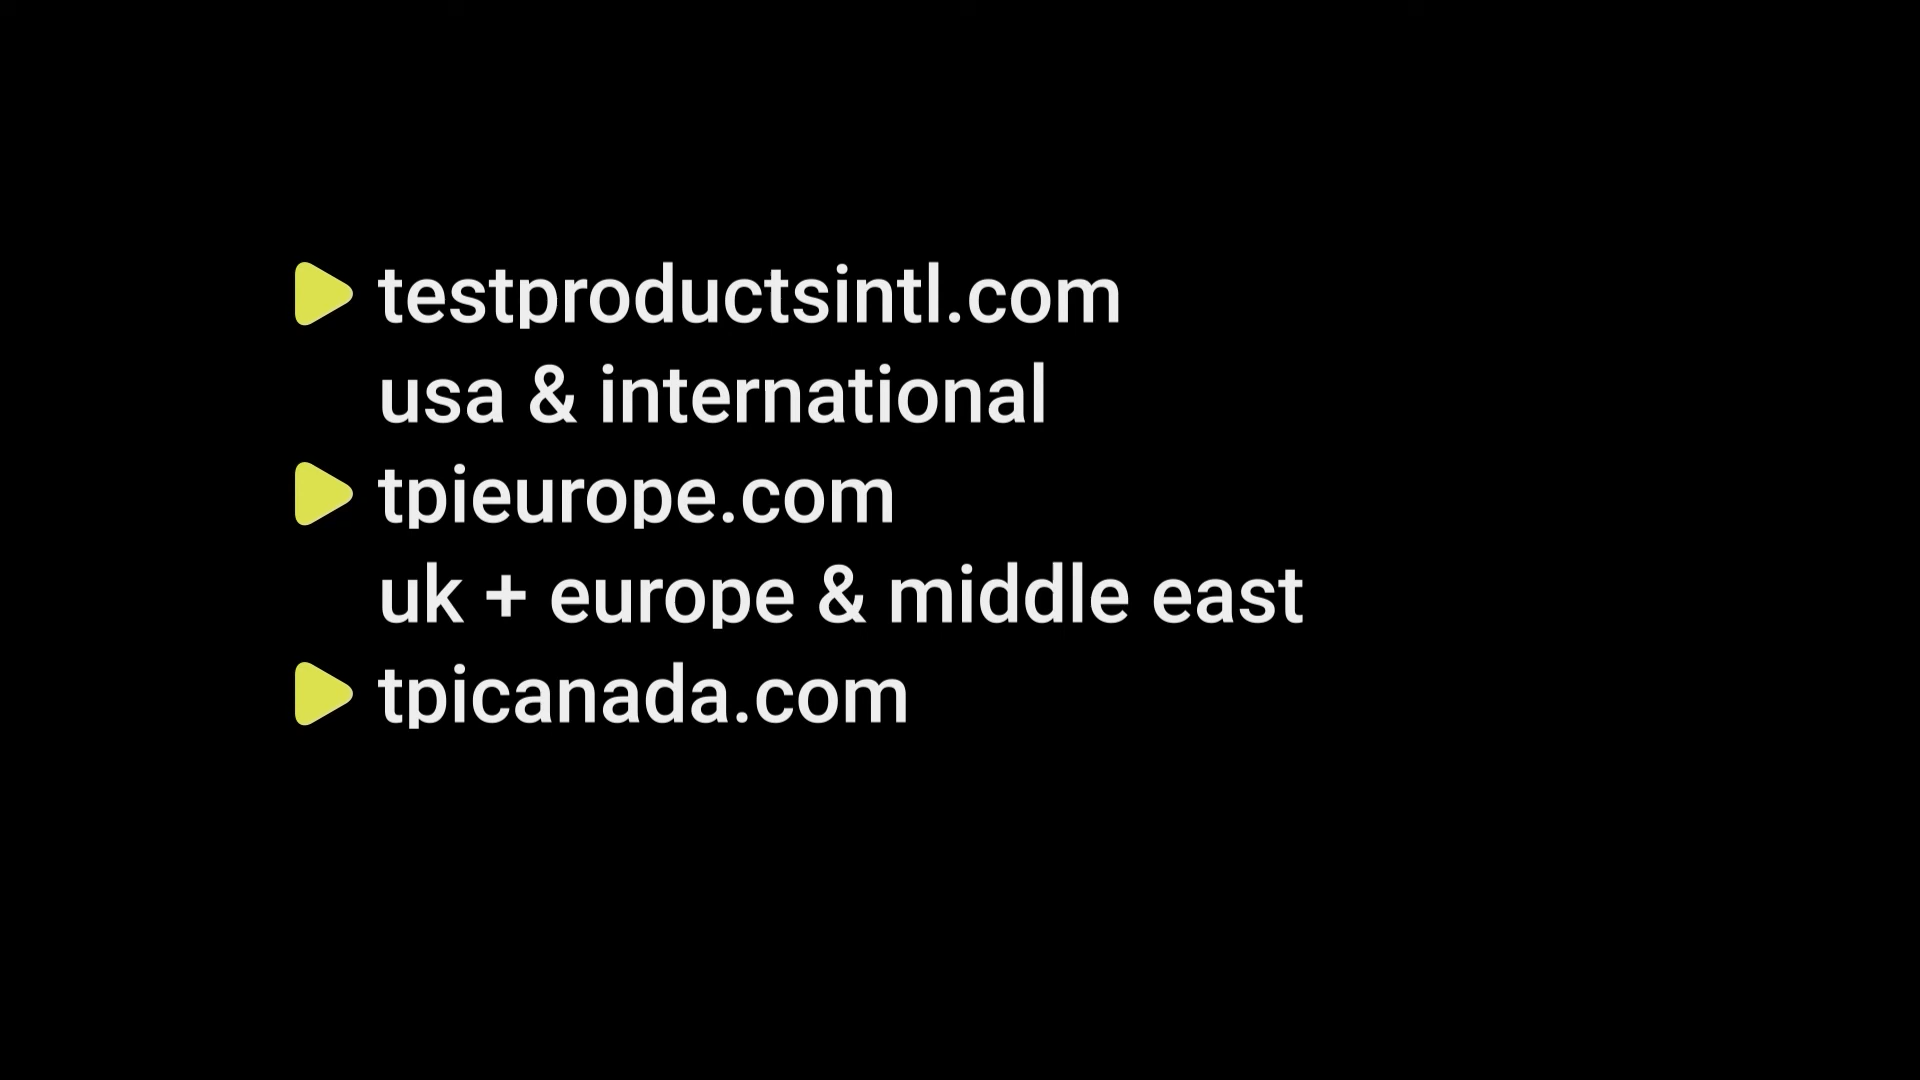 testproductsintl.com
usa & international
tpieurope.com
uk + europe & middle east
tpicanada.com